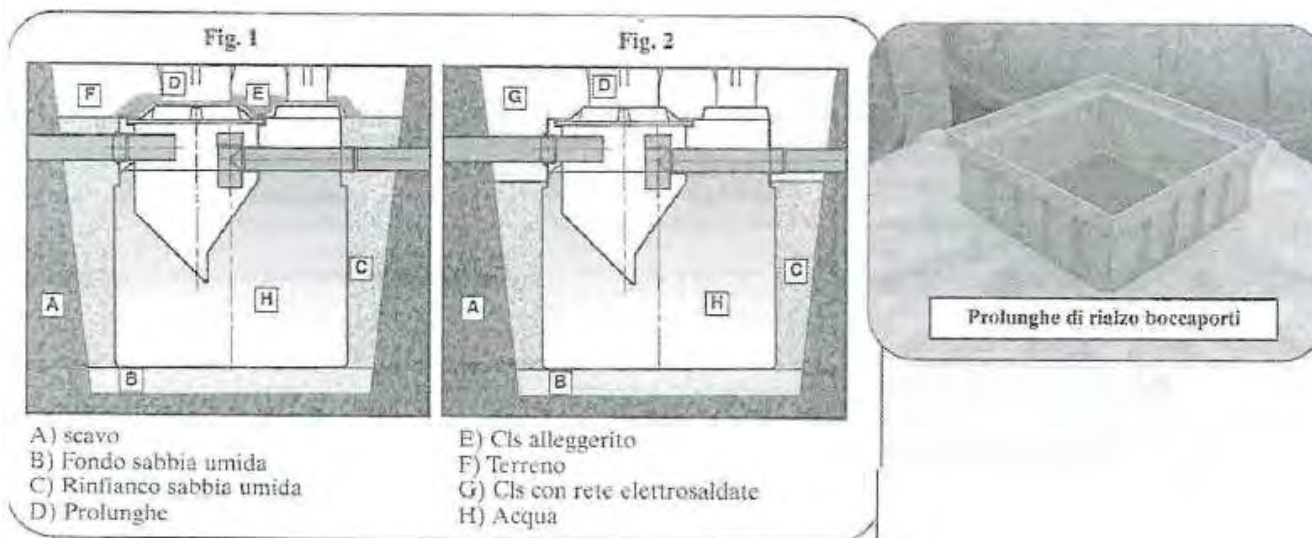 Fig. 1
F
D
E
C
A
H
B
Fig. 2
G
D
C
A
H
B
A) scavo
B) Fondo sabbia umida
C) Rinfianco sabbia umida
D) Prolunghe
E) Cls alleggerito
F) Terreno
G) Cls con rete elettrosaldate
H) Acqua
Prolunghe di rialzo boccaporti